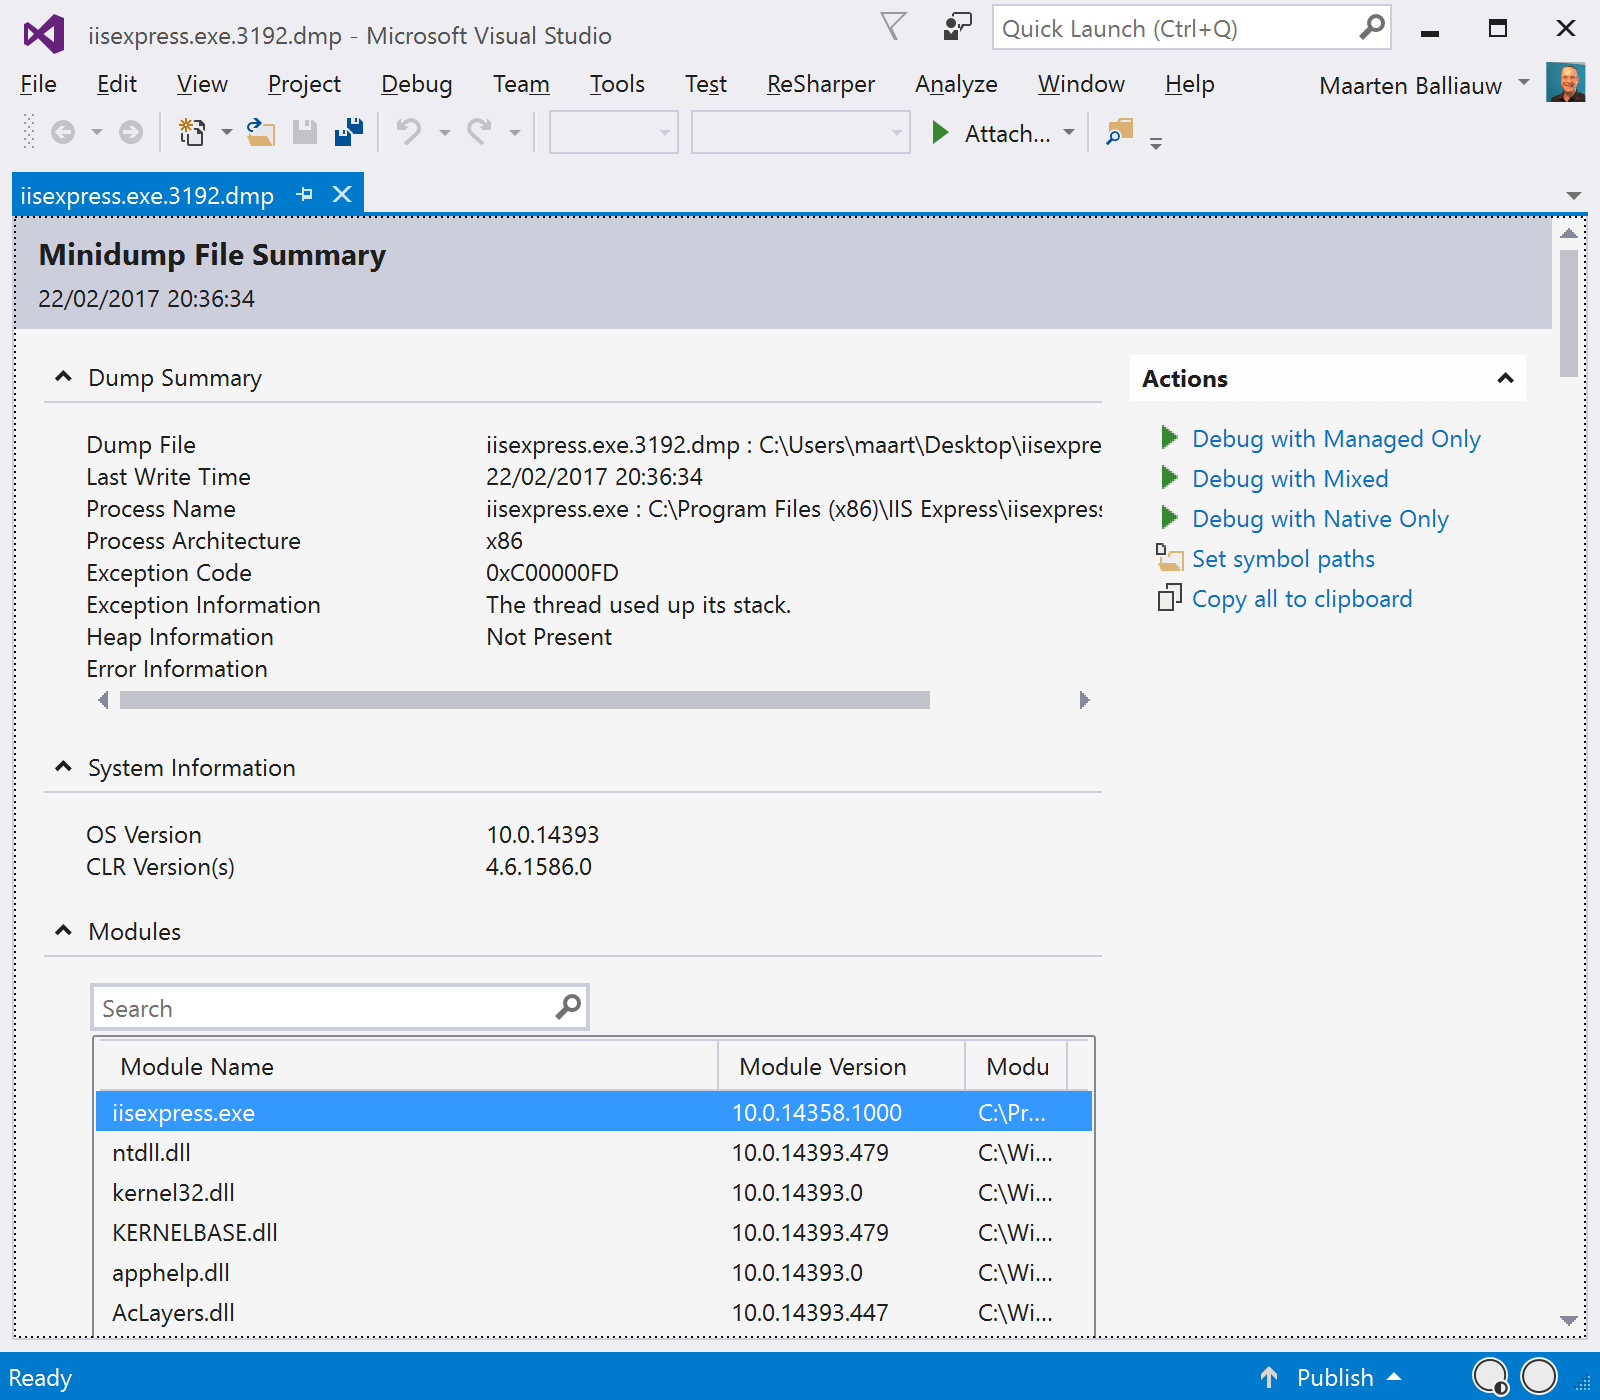 iisexpress.exe.3192.dmp - Microsoft Visual Studio
Quick Launch (Ctrl+Q)
File Edit View Project Debug Team Tools Test ReSharper Analyze Window Help
Maarten Balliauw
Attach...
iisexpress.exe.3192.dmp
Minidump File Summary
22/02/2017 20:36:34
Dump Summary
Dump File iisexpress.exe.3192.dmp : C:\Users\maart\Desktop\iisexpre
Last Write Time 22/02/2017 20:36:34
Process Name iisexpress.exe : C:\Program Files (x86)\IIS Express\iisexpress
Process Architecture x86
Exception Code 0xC00000FD
Exception Information The thread used up its stack.
Heap Information Not Present
Error Information
System Information
OS Version 10.0.14393
CLR Version(s) 4.6.1586.0
Modules
Search
Module Name Module Version Modu
iisexpress.exe 10.0.14358.1000 C:\Pr...
ntdll.dll 10.0.14393.479 C:\Wi...
kernel32.dll 10.0.14393.0 C:\Wi...
KERNELBASE.dll 10.0.14393.479 C:\Wi...
apphelp.dll 10.0.14393.0 C:\Wi...
AcLayers.dll 10.0.14393.447 C:\Wi...
Actions
Debug with Managed Only
Debug with Mixed
Debug with Native Only
Set symbol paths
Copy all to clipboard
Ready
Publish